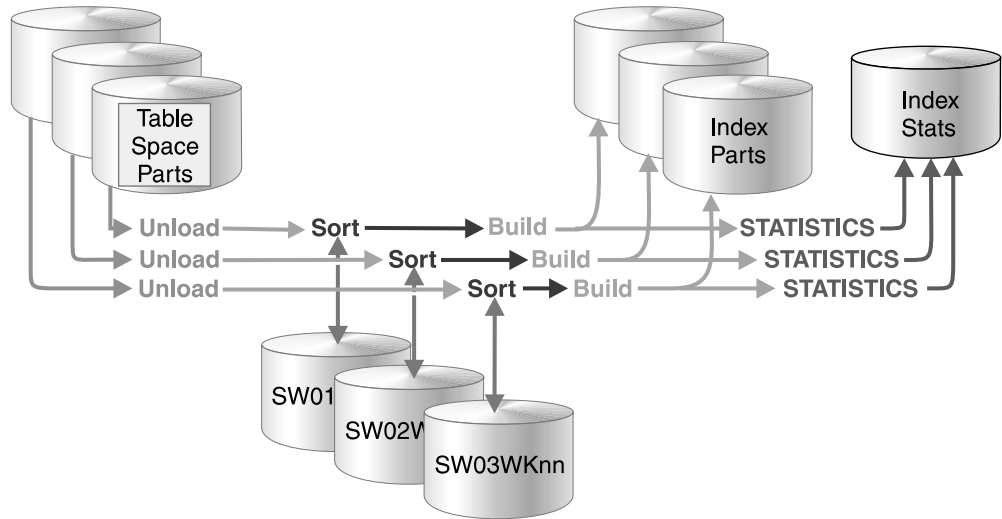 Table
Space
Parts
Index
Parts
Index
Stats
Unload Sort Build STATISTICS
Unload Sort Build STATISTICS
Unload Sort Build STATISTICS
SW01
SW02W
SW03WKnn